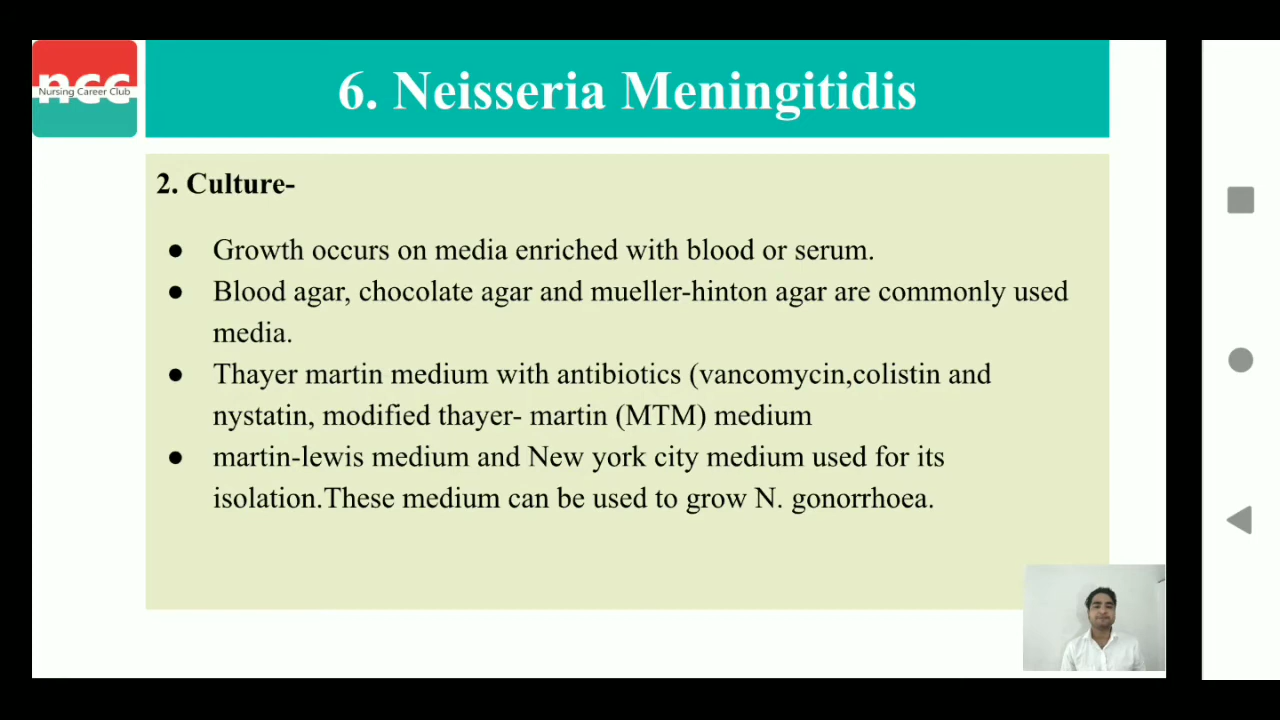 ncc
Nursing Career Club
6. Neisseria Meningitidis
2. Culture-
● Growth occurs on media enriched with blood or serum.
● Blood agar, chocolate agar and mueller-hinton agar are commonly used
media.
● Thayer martin medium with antibiotics (vancomycin,colistin and
nystatin, modified thayer- martin (MTM) medium
● martin-lewis medium and New york city medium used for its
isolation.These medium can be used to grow N. gonorrhoea.